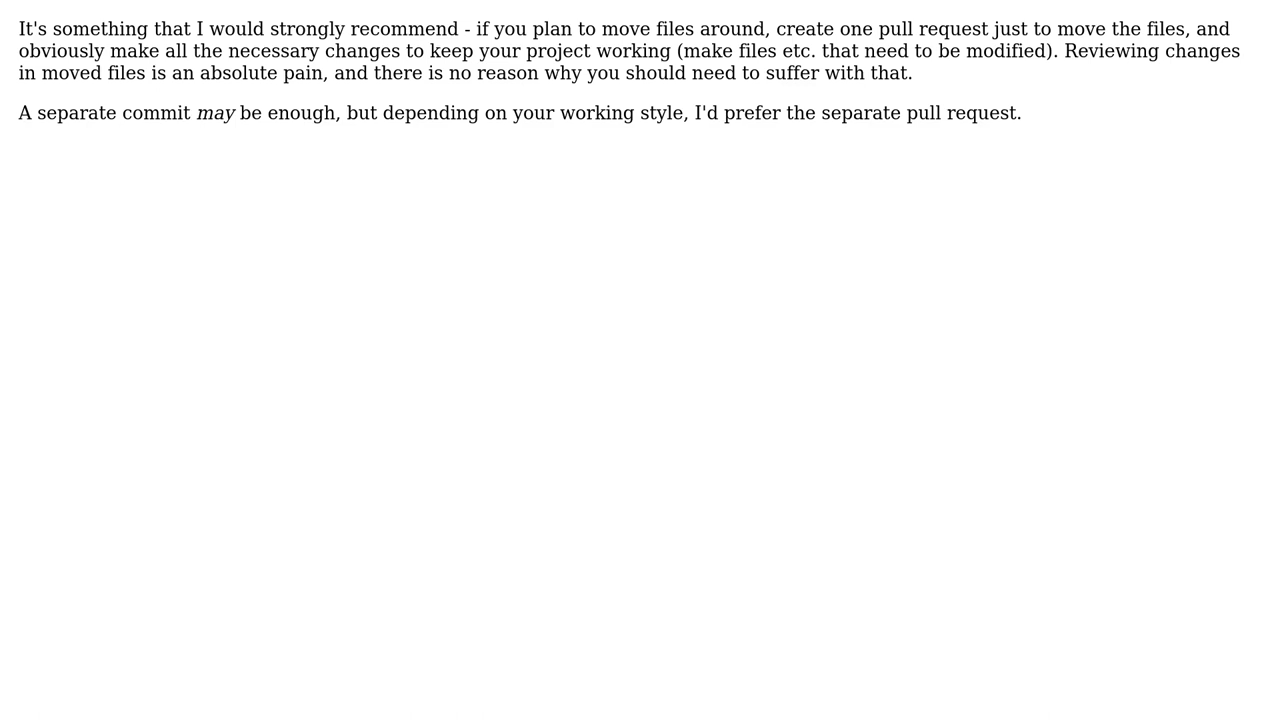 It's something that I would strongly recommend - if you plan to move files around, create one pull request just to move the files, and
obviously make all the necessary changes to keep your project working (make files etc. that need to be modified). Reviewing changes
in moved files is an absolute pain, and there is no reason why you should need to suffer with that.
A separate commit may be enough, but depending on your working style, I'd prefer the separate pull request.